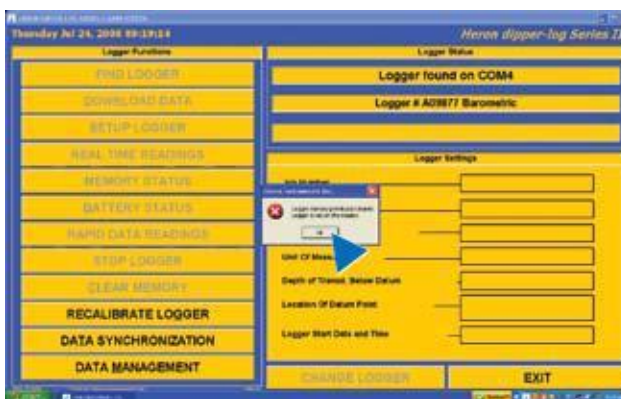 Thursday Jul 24, 2008 09:19:14
Heron dipper-log Series II
Logger Functions
FIND LOGGER
DOWNLOAD DATA
SETUP LOGGER
REAL TIME READINGS
MEMORY STATUS
BATTERY STATUS
RAPID DATA READINGS
STOP LOGGER
CLEAR MEMORY
RECALIBRATE LOGGER
DATA SYNCHRONIZATION
DATA MANAGEMENT
Logger Status
Logger found on COM4
Logger # A09877 Barometric
Logger Settings
Unit Of
Depth of Transd. Below Datum
Location Of Datum Point
Logger Start Date and Time
CHANGE LOGGER
EXIT